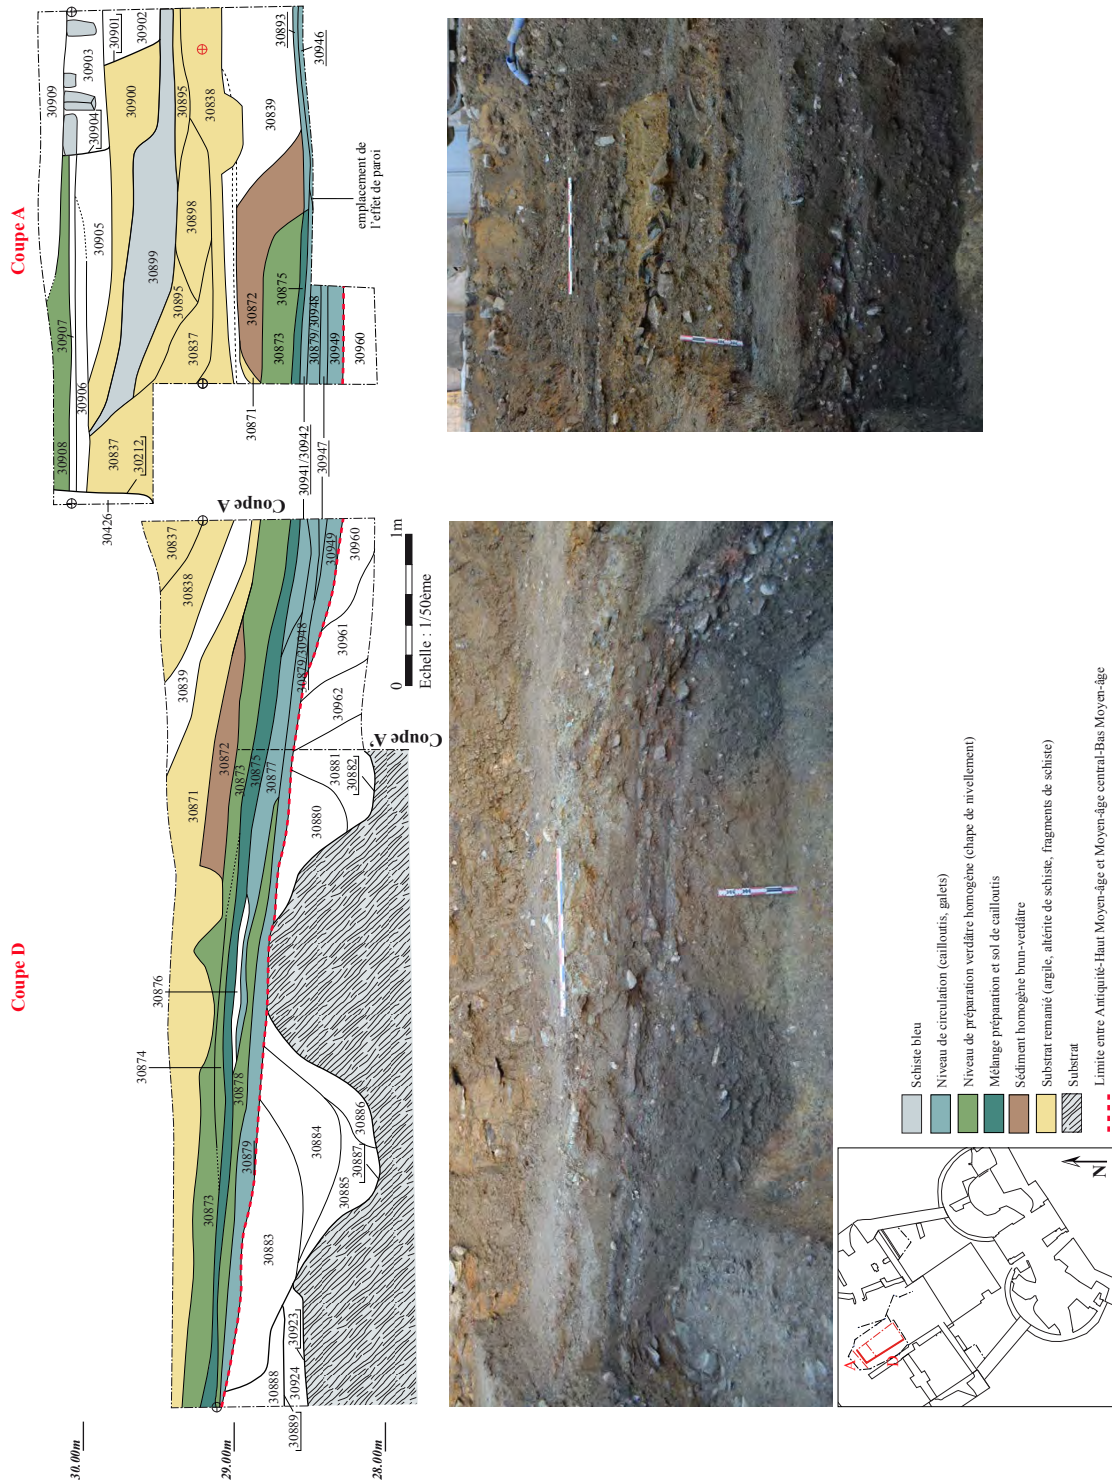 Coupe D
Coupe A
30.00m
29.00m
28.00m
30874
30876
30871
30839
30838
30837
30873
30878
30879
30872
30873
30875
30877
30879/30948
30949
30960
30961
30962
30881
30882
30880
30883
30884
30885
30886
30887
30888
30889
30924
30923
Coupe A'
Coupe A
0
1m
Echelle : 1/50ème
30426
30908
30906
30907
30905
30909
30904
30903
30901
30902
30900
30899
30895
30898
30895
30838
30837
30837
30212
30839
30893
30946
30872
30873
30875
30871
30879/30948
30949
30960
30941/30942
30947
emplacement de
l'effet de paroi
Schiste bleu
Niveau de circulation (cailloutis, galets)
Niveau de préparation verdâtre homogène (chape de nivellement)
Mélange préparation et sol de cailloutis
Sédiment homogène brun-verdâtre
Substrat remanié (argile, altérite de schiste, fragments de schiste)
Substrat
Limite entre Antiquité-Haut Moyen-âge et Moyen-âge central-Bas Moyen-âge
A
D
N